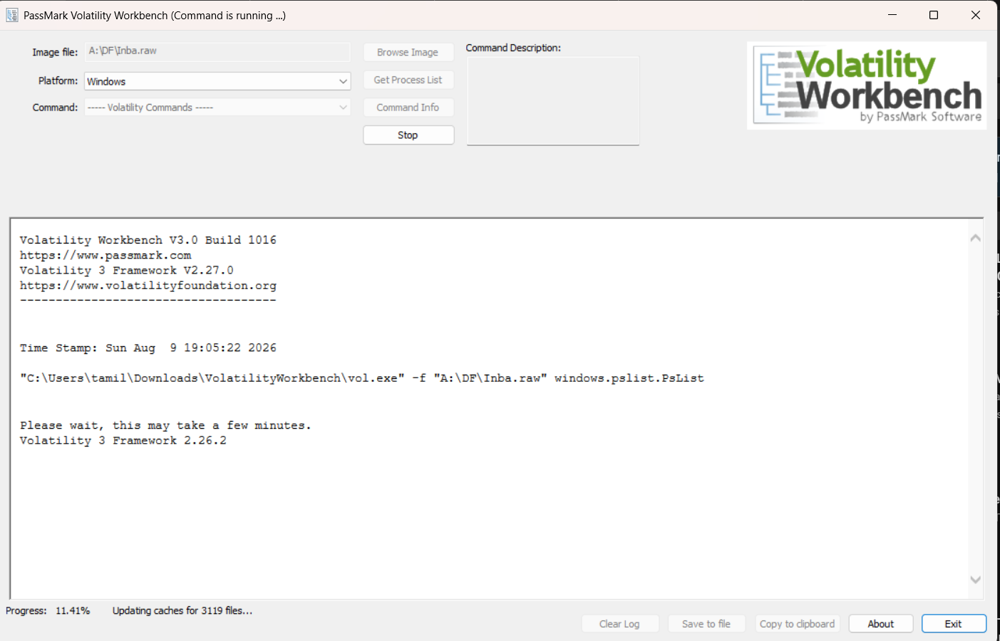 PassMark Volatility Workbench (Command is running ...)
Image file: A:\DF\Inba.raw Browse Image Command Description:
Platform: Windows Get Process List
Command: ----- Volatility Commands ----- Command Info
Stop
Volatility
Workbench
by PassMark Software
Volatility Workbench V3.0 Build 1016
https://www.passmark.com
Volatility 3 Framework V2.27.0
https://www.volatilityfoundation.org
------------------------------------
Time Stamp: Sun Aug  9 19:05:22 2026
"C:\Users\tamil\Downloads\VolatilityWorkbench\vol.exe" -f "A:\DF\Inba.raw" windows.pslist.PsList
Please wait, this may take a few minutes.
Volatility 3 Framework 2.26.2
Progress: 11.41% Updating caches for 3119 files...
Clear Log Save to file Copy to clipboard About Exit